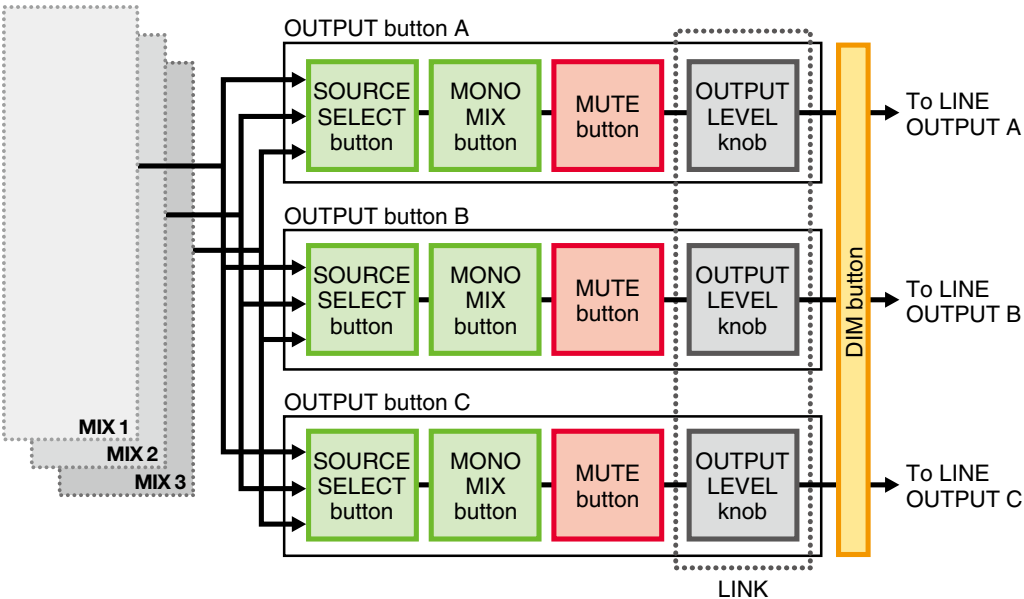 OUTPUT button A
SOURCE
SELECT
button
MONO
MIX
button
MUTE
button
OUTPUT
LEVEL
knob
To LINE
OUTPUT A
OUTPUT button B
SOURCE
SELECT
button
MONO
MIX
button
MUTE
button
OUTPUT
LEVEL
knob
To LINE
OUTPUT B
DIM button
OUTPUT button C
SOURCE
SELECT
button
MONO
MIX
button
MUTE
button
OUTPUT
LEVEL
knob
To LINE
OUTPUT C
MIX 1
MIX 2
MIX 3
LINK